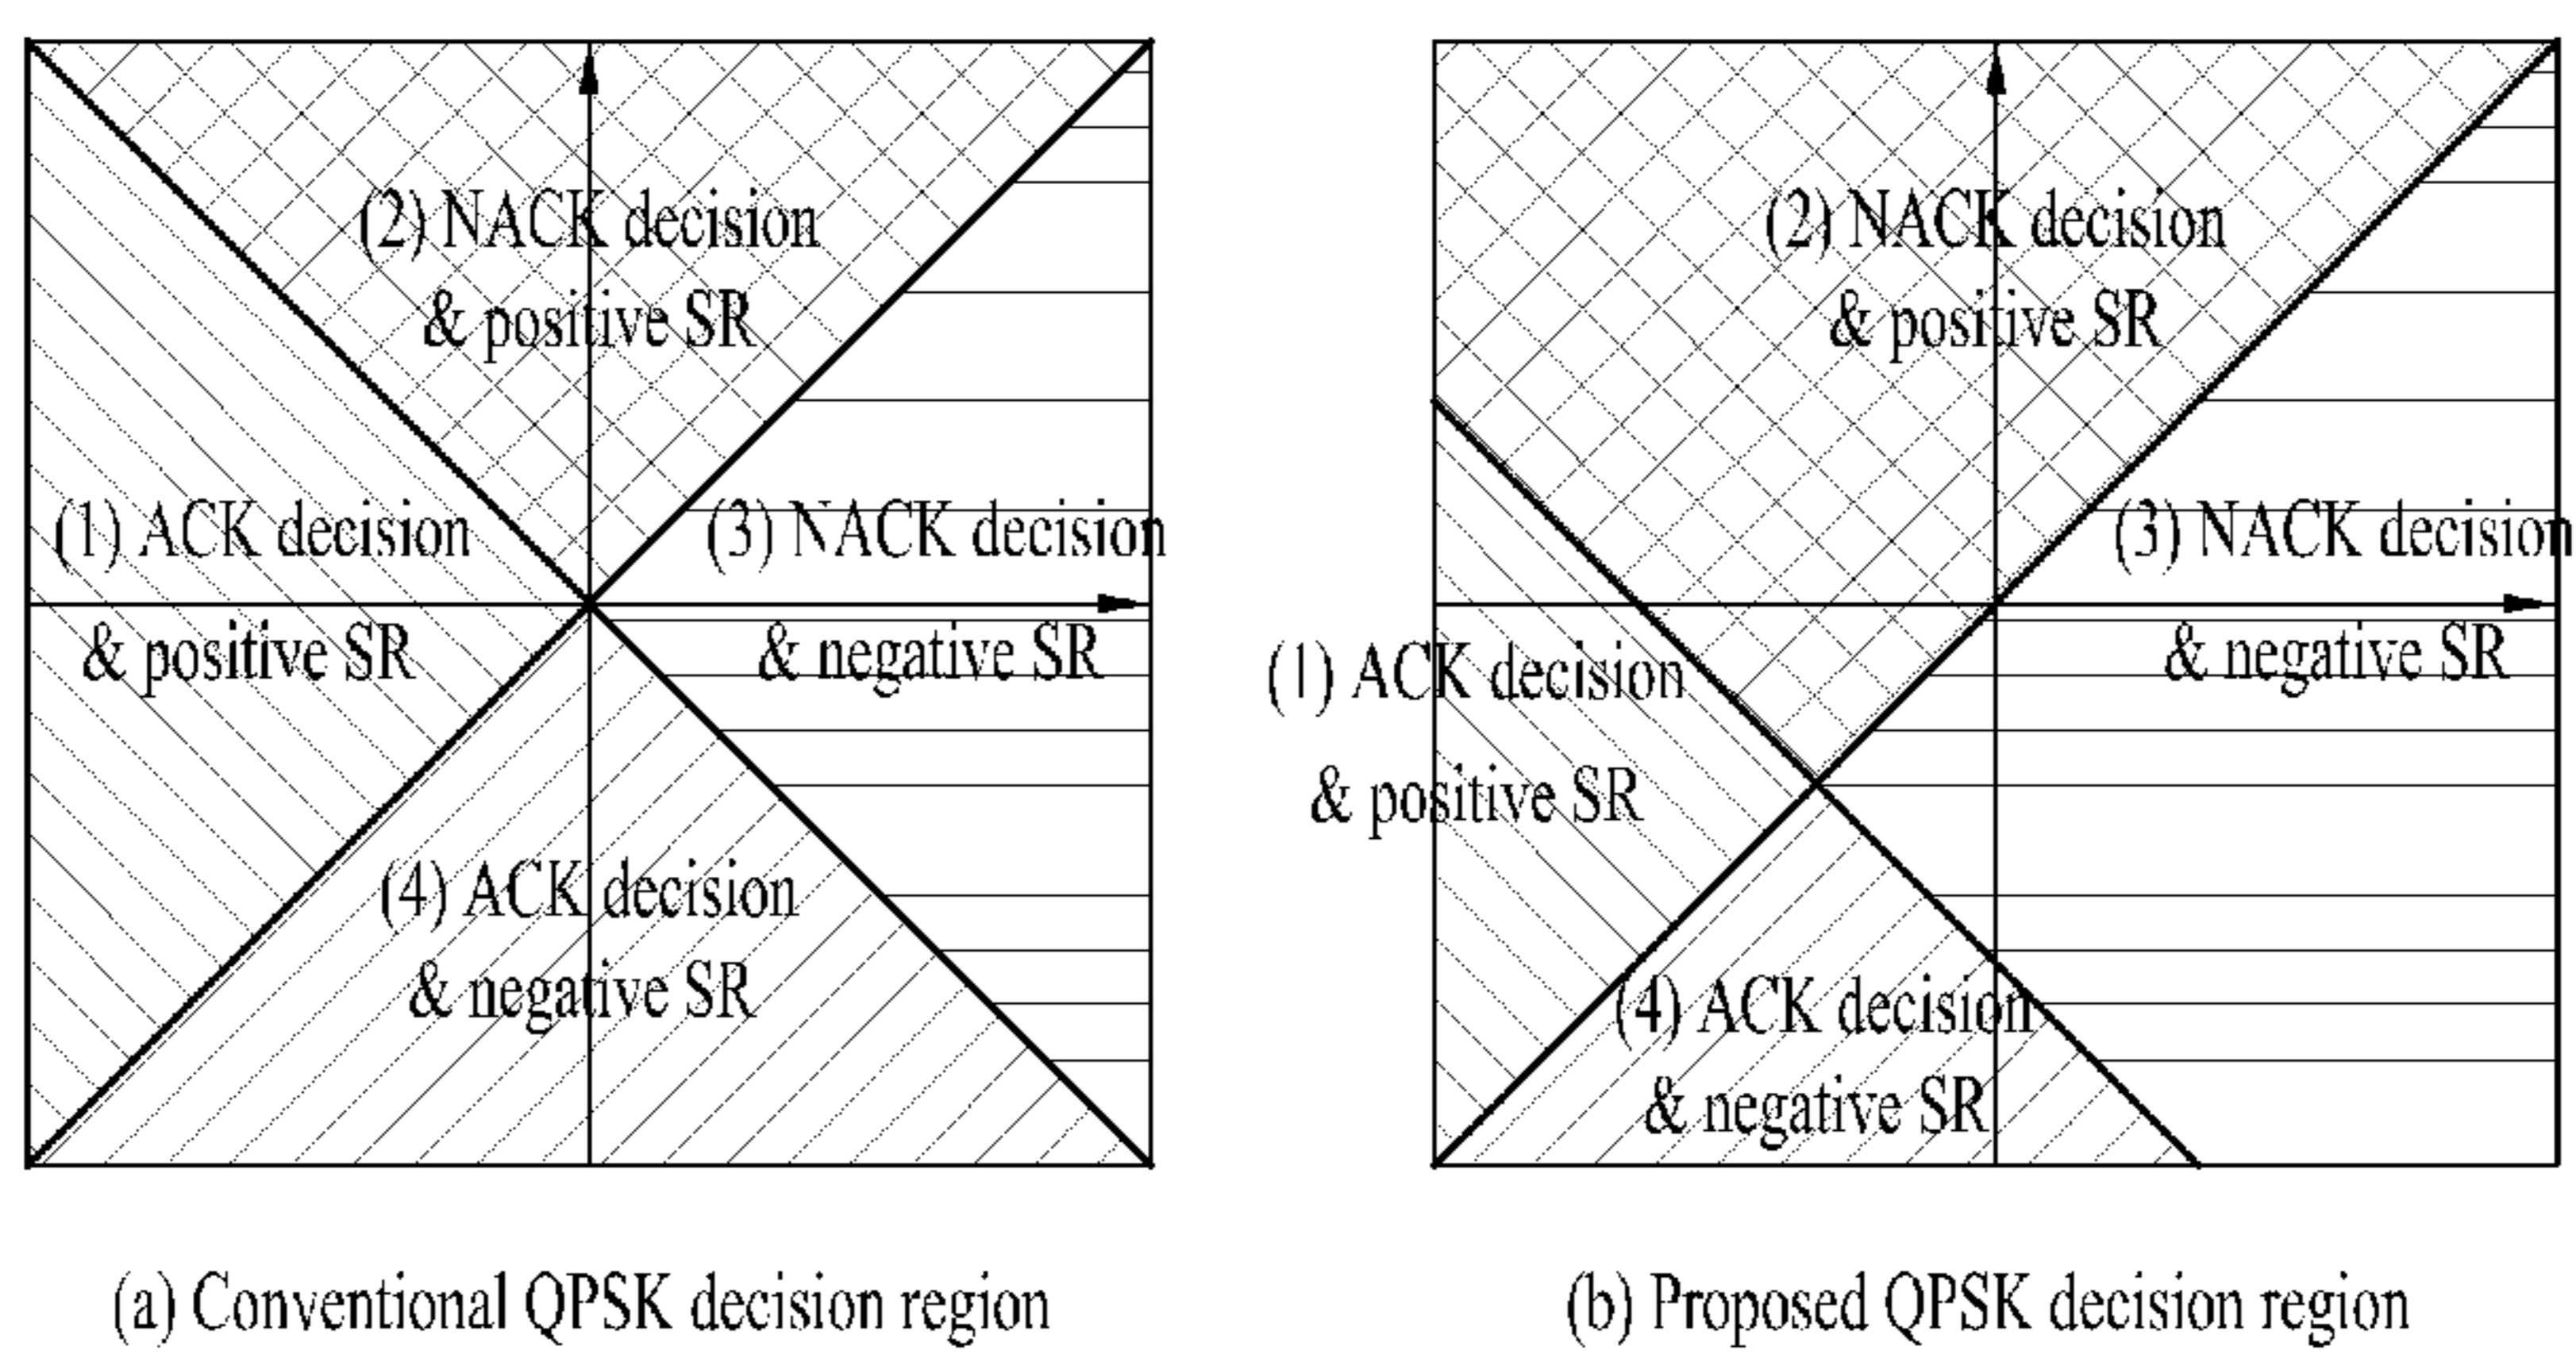 (2) NACK decision
& positive SR
(1) ACK decision
& positive SR
(3) NACK decision
& negative SR
(4) ACK decision
& negative SR
(a) Conventional QPSK decision region
(2) NACK decision
& positive SR
(3) NACK decision
& negative SR
(1) ACK decision
& positive SR
(4) ACK decision
& negative SR
(b) Proposed QPSK decision region